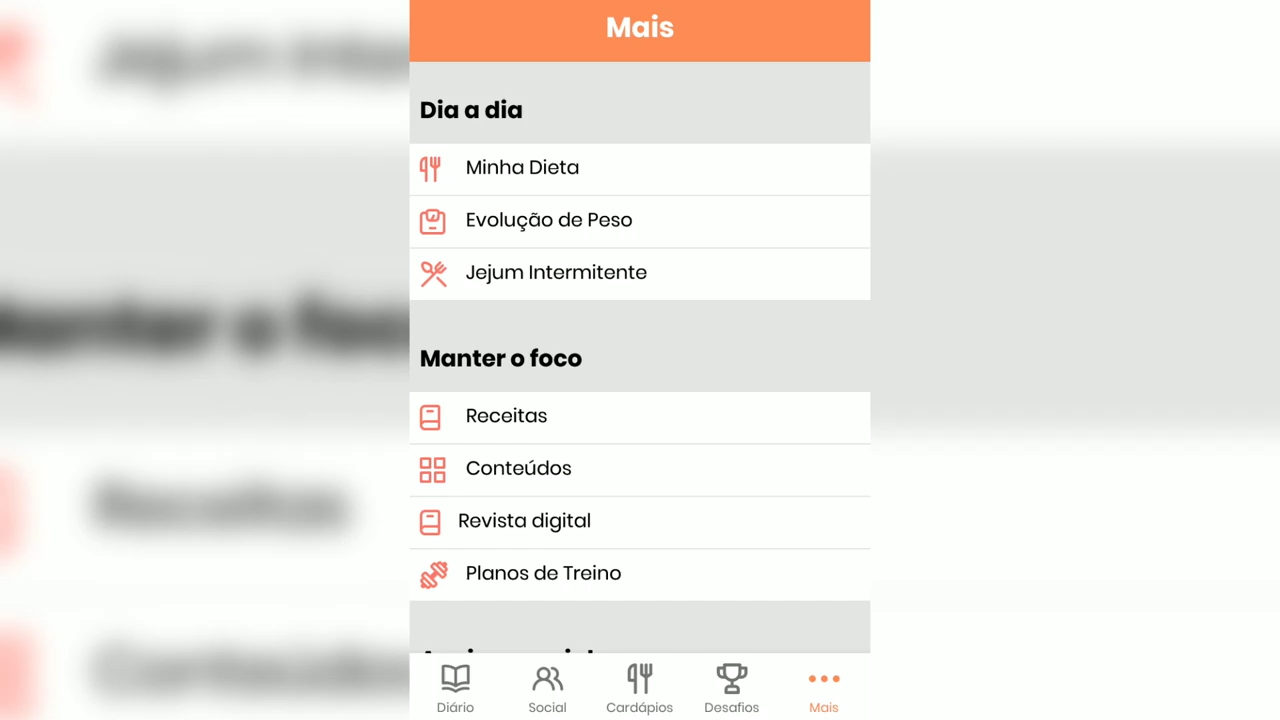 Mais
Dia a dia
Minha Dieta
Evolução de Peso
Jejum Intermitente
Manter o foco
Receitas
Conteúdos
Revista digital
Planos de Treino
Diário
Social
Cardápios
Desafios
Mais